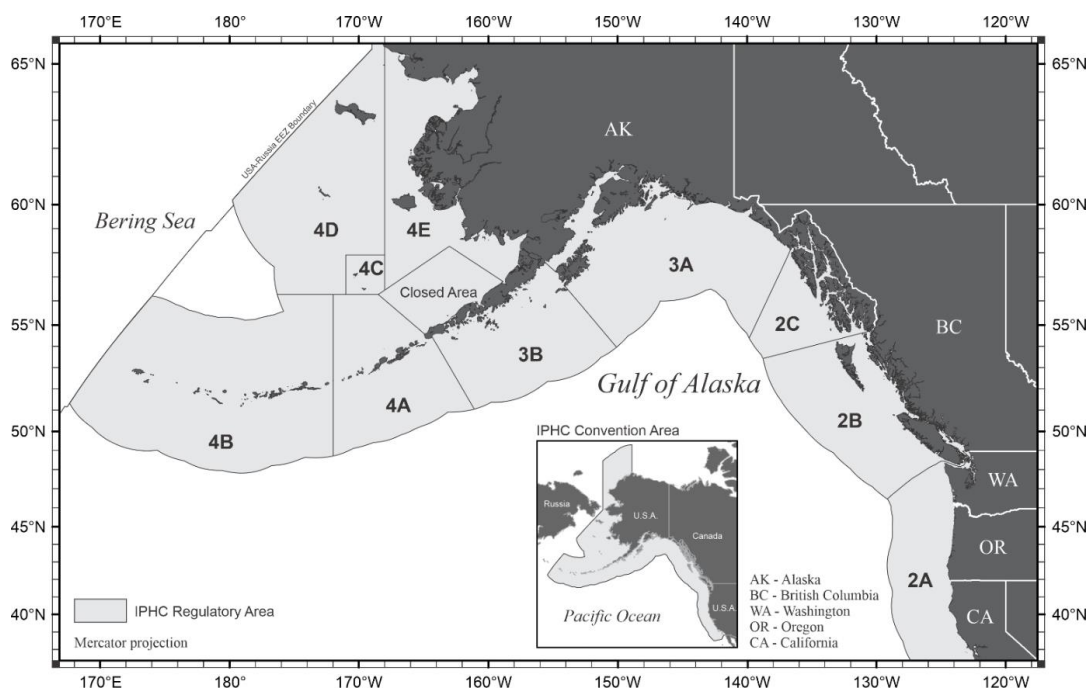 170°E 180° 170°W 160°W 150°W 140°W 130°W 120°W
65°N 65°N
USA-Russia EEZ Boundary
AK
60°N 60°N
Bering Sea
4D 4E
3A
4C
Closed Area
55°N 55°N
2C
BC
3B
Gulf of Alaska
4A
2B
4B
50°N 50°N
IPHC Convention Area
WA
Russia
U.S.A.
Canada
45°N 45°N
OR
2A
AK - Alaska
BC - British Columbia
WA - Washington
OR - Oregon
CA - California
U.S.A.
Pacific Ocean
CA
40°N 40°N
IPHC Regulatory Area
Mercator projection
170°E 180° 170°W 160°W 150°W 140°W 130°W 120°W